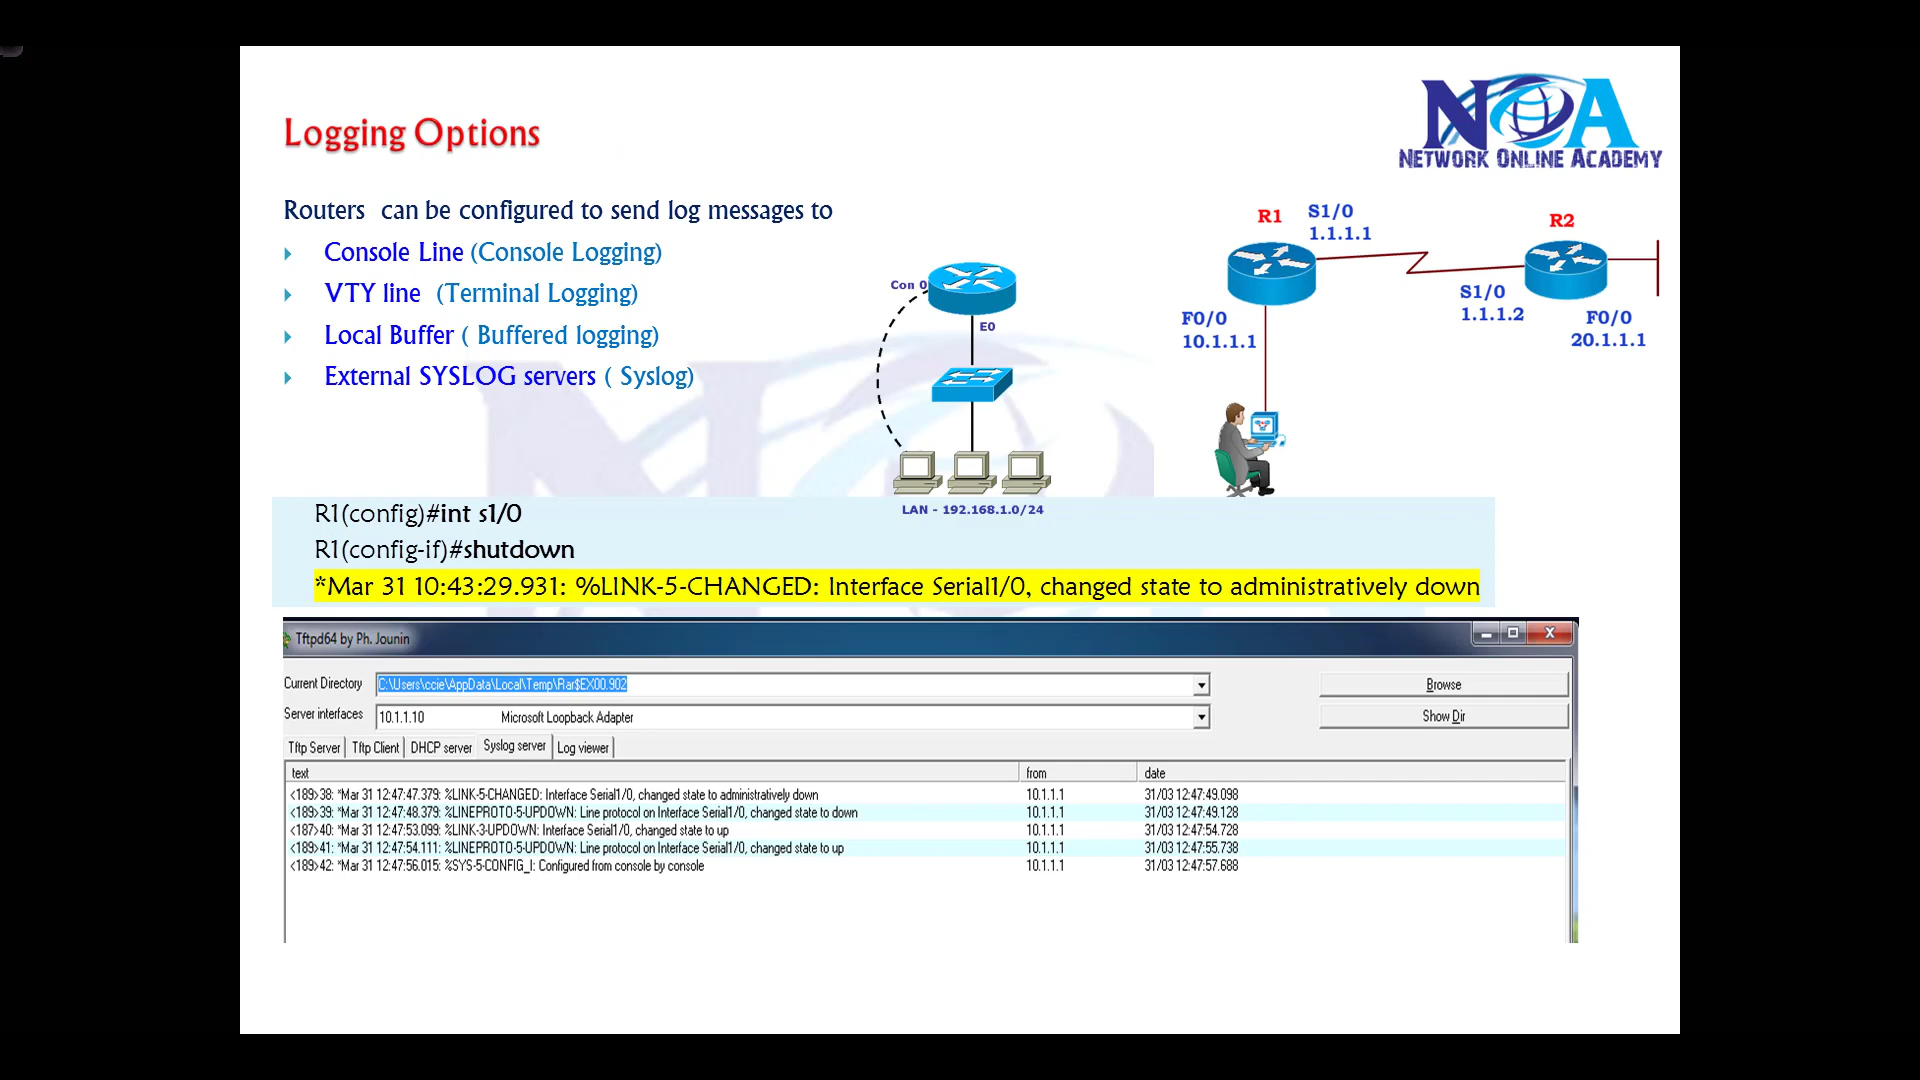 Logging Options
NOA
NETWORK ONLINE ACADEMY
Routers can be configured to send log messages to
Console Line (Console Logging)
VTY line (Terminal Logging)
Local Buffer ( Buffered logging)
External SYSLOG servers ( Syslog)
Con 0
E0
LAN - 192.168.1.0/24
R1
S1/0
1.1.1.1
R2
S1/0
1.1.1.2
F0/0
10.1.1.1
F0/0
20.1.1.1
R1(config)#int s1/0
R1(config-if)#shutdown
*Mar 31 10:43:29.931: %LINK-5-CHANGED: Interface Serial1/0, changed state to administratively down
Tftpd64 by Ph. Jounin
Current Directory C:\Users\ccie\AppData\Local\Temp\Rar$EX00.902 Browse
Server interfaces 10.1.1.10 Microsoft Loopback Adapter Show Dir
Tftp Server Tftp Client DHCP server Syslog server Log viewer
text from date
<189>38: *Mar 31 12:47:47.379: %LINK-5-CHANGED: Interface Serial1/0, changed state to administratively down 10.1.1.1 31/03 12:47:49.098
<189>39: *Mar 31 12:47:48.379: %LINEPROTO-5-UPDOWN: Line protocol on Interface Serial1/0, changed state to down 10.1.1.1 31/03 12:47:49.128
<187>40: *Mar 31 12:47:53.099: %LINK-3-UPDOWN: Interface Serial1/0, changed state to up 10.1.1.1 31/03 12:47:54.728
<189>41: *Mar 31 12:47:54.111: %LINEPROTO-5-UPDOWN: Line protocol on Interface Serial1/0, changed state to up 10.1.1.1 31/03 12:47:55.738
<189>42: *Mar 31 12:47:56.015: %SYS-5-CONFIG_I: Configured from console by console 10.1.1.1 31/03 12:47:57.688